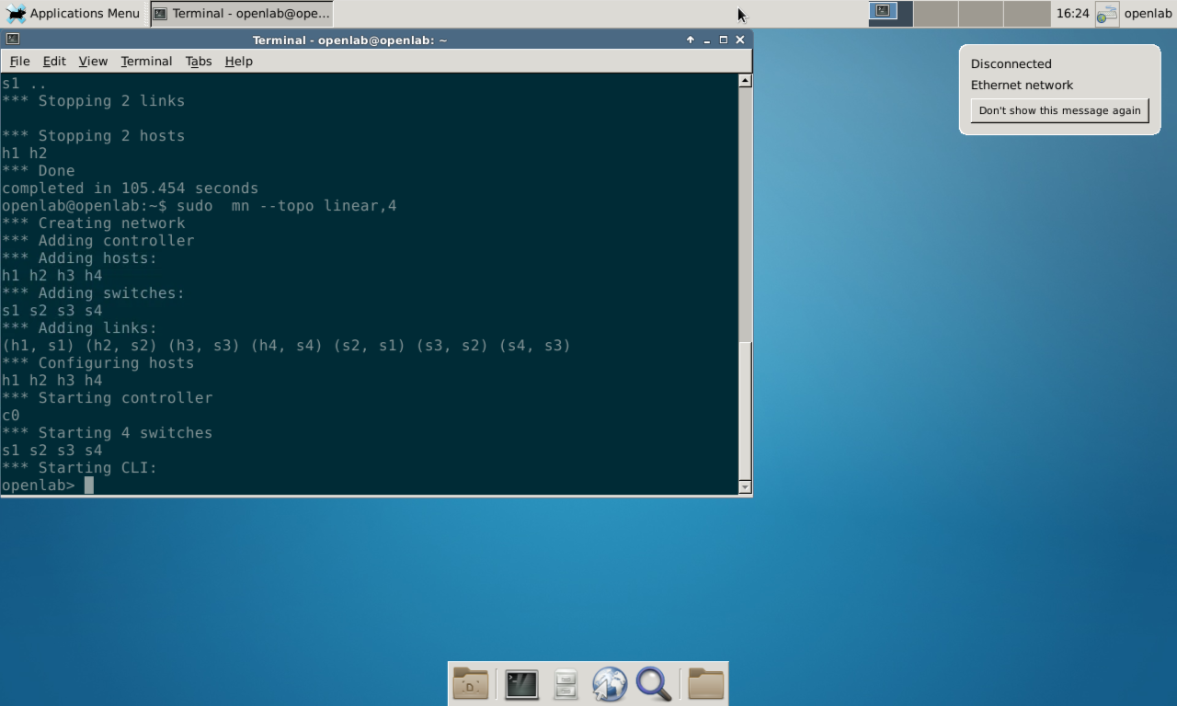 Applications Menu
Terminal - openlab@ope...
16:24
openlab
Terminal - openlab@openlab: ~
File Edit View Terminal Tabs Help
s1 ..
*** Stopping 2 links
*** Stopping 2 hosts
h1 h2
*** Done
completed in 105.454 seconds
openlab@openlab:~$ sudo  mn --topo linear,4
*** Creating network
*** Adding controller
*** Adding hosts:
h1 h2 h3 h4
*** Adding switches:
s1 s2 s3 s4
*** Adding links:
(h1, s1) (h2, s2) (h3, s3) (h4, s4) (s2, s1) (s3, s2) (s4, s3)
*** Configuring hosts
h1 h2 h3 h4
*** Starting controller
c0
*** Starting 4 switches
s1 s2 s3 s4
*** Starting CLI:
openlab>
Disconnected
Ethernet network
Don't show this message again